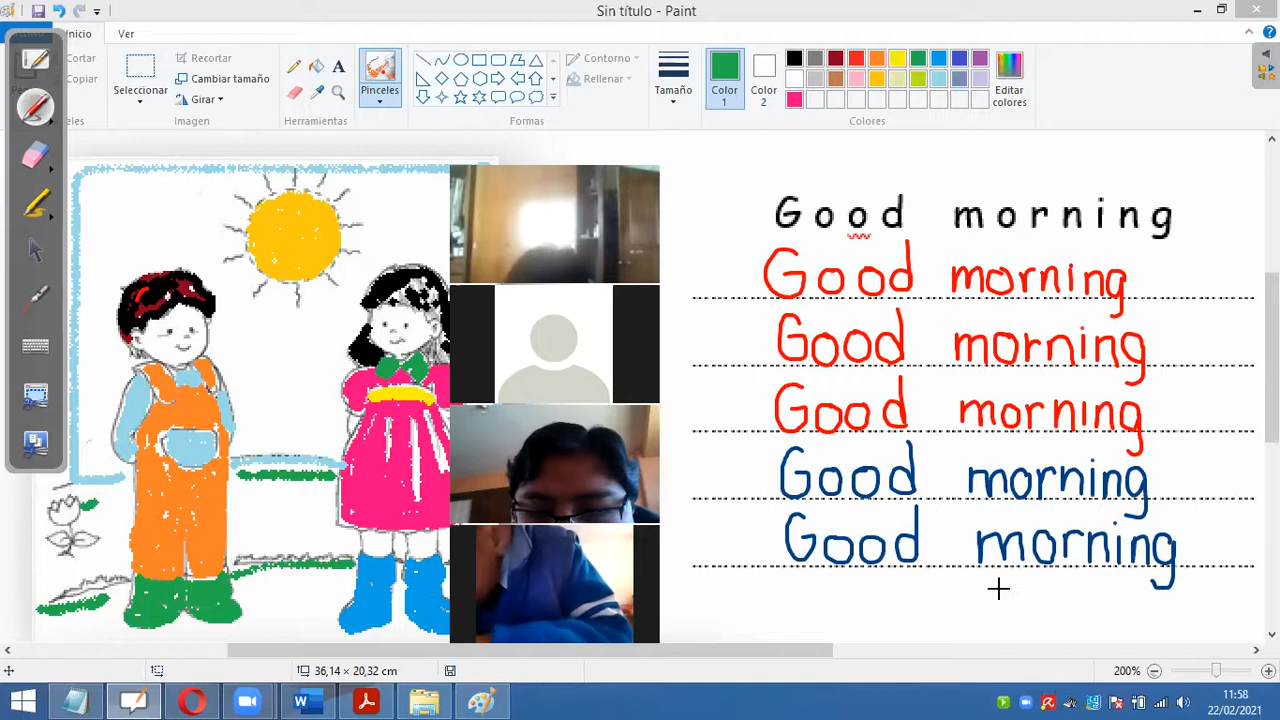 Sin título - Paint
Inicio Ver
Cortar
Copiar
Seleccionar
Recortar
Cambiar tamaño
Girar
Imagen
Herramientas
Pinceles
Contorno
Rellenar
Formas
Tamaño
Color 1
Color 2
Editar colores
Colores
Good morning
Good morning
Good morning
Good morning
Good morning
Good morning
36,14 × 20,32 cm
200%
11:58
22/02/2021